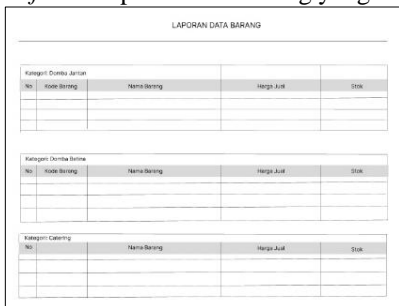 LAPORAN DATA BARANG
Kategori: Domba Jantan
No Kode Barang Nama Barang Harga Jual Stok
Kategori: Domba Betina
No Kode Barang Nama Barang Harga Jual Stok
Kategori: Catering
No Nama Barang Harga Jual Stok